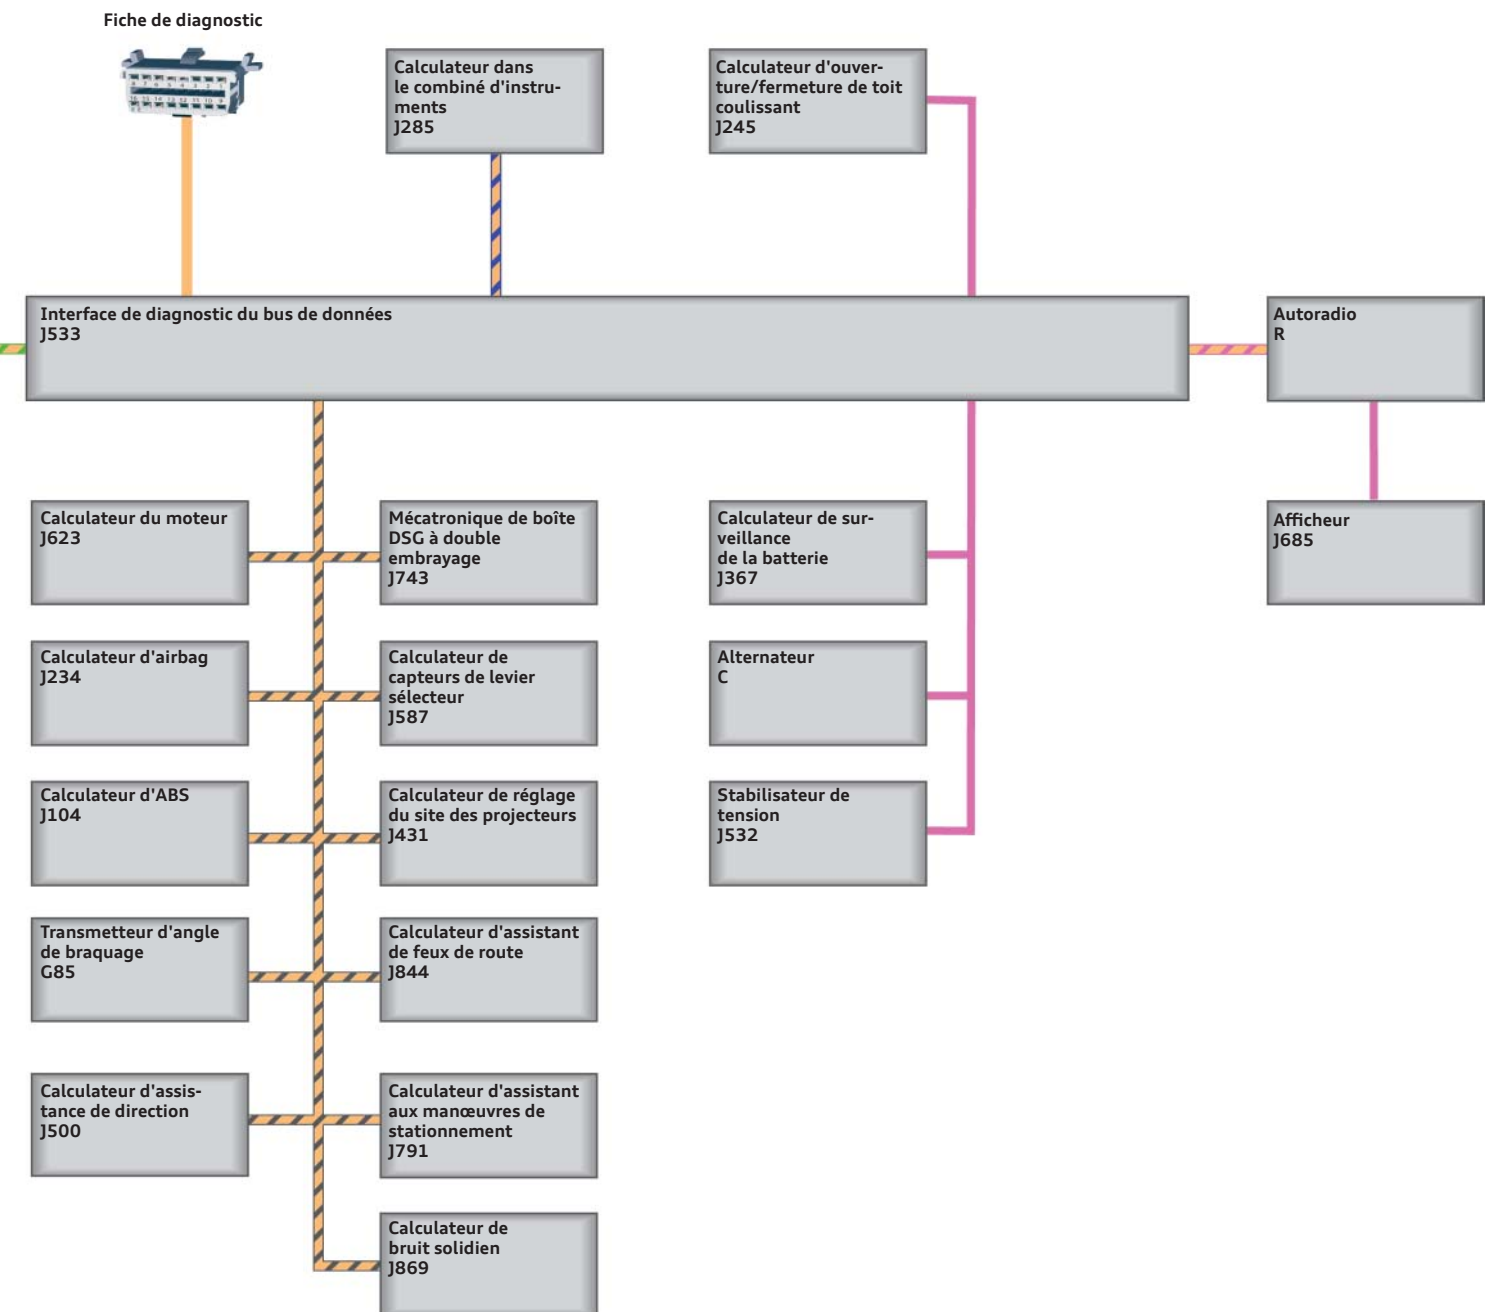 Fiche de diagnostic
Calculateur dans
le combiné d'instru-
ments
J285
Calculateur d'ouver-
ture/fermeture de toit
coulissant
J245
Interface de diagnostic du bus de données
J533
Autoradio
R
Calculateur du moteur
J623
Mécatronique de boîte
DSG à double
embrayage
J743
Calculateur de sur-
veillance
de la batterie
J367
Afficheur
J685
Calculateur d'airbag
J234
Calculateur de
capteurs de levier
sélecteur
J587
Alternateur
C
Calculateur d'ABS
J104
Calculateur de réglage
du site des projecteurs
J431
Stabilisateur de
tension
J532
Transmetteur d'angle
de braquage
G85
Calculateur d'assistant
de feux de route
J844
Calculateur d'assis-
tance de direction
J500
Calculateur d'assistant
aux manœuvres de
stationnement
J791
Calculateur de
bruit solidien
J869